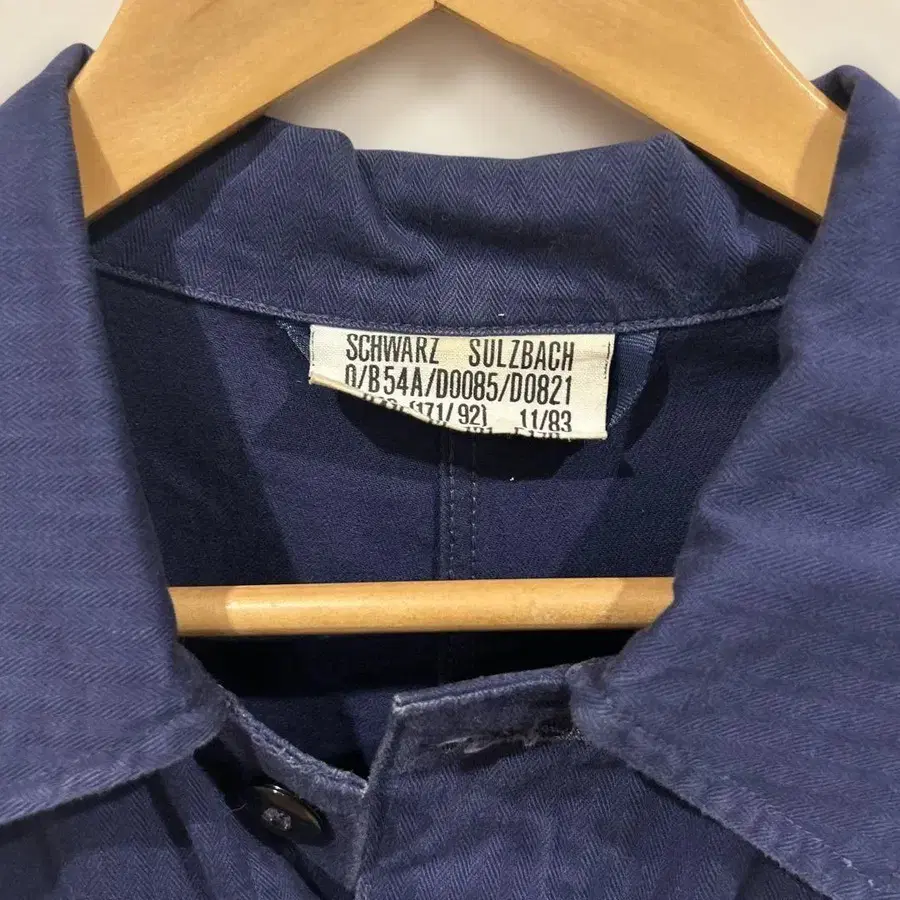 SCHWARZ SULZBACH
0/B54A/D0085/D0821
(171/92) 11/83